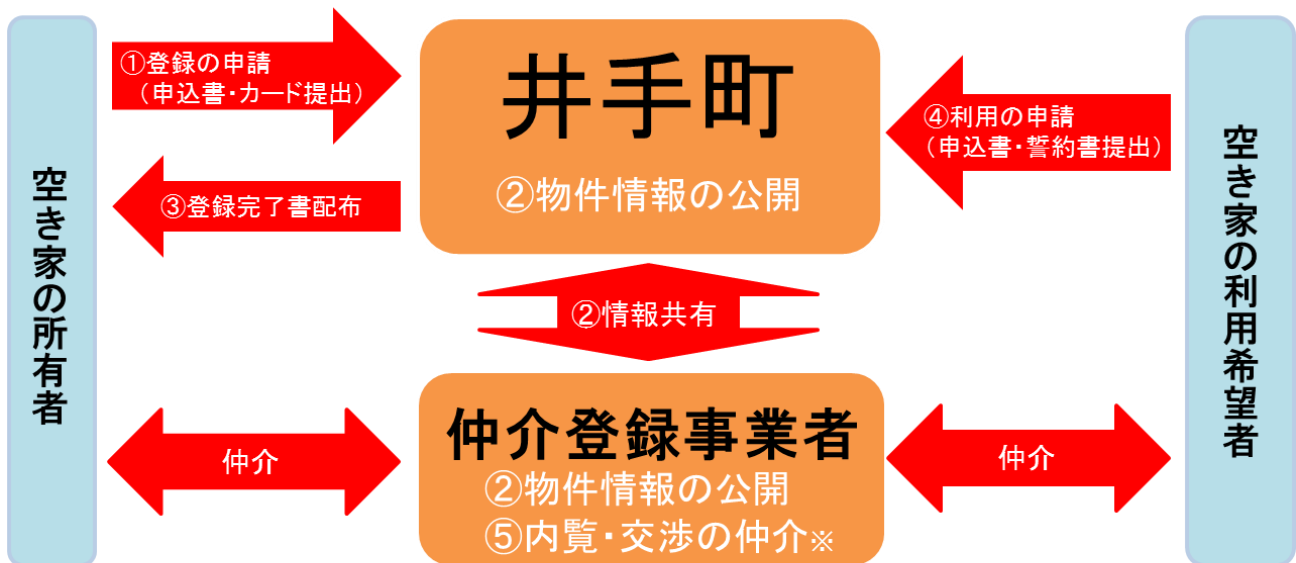 ①登録の申請
（申込書・カード提出）
井手町
②物件情報の公開
④利用の申請
（申込書・誓約書提出）
③登録完了書配布
空き家の所有者
空き家の利用希望者
②情報共有
仲介
仲介登録事業者
②物件情報の公開
⑤内覧・交渉の仲介※
仲介